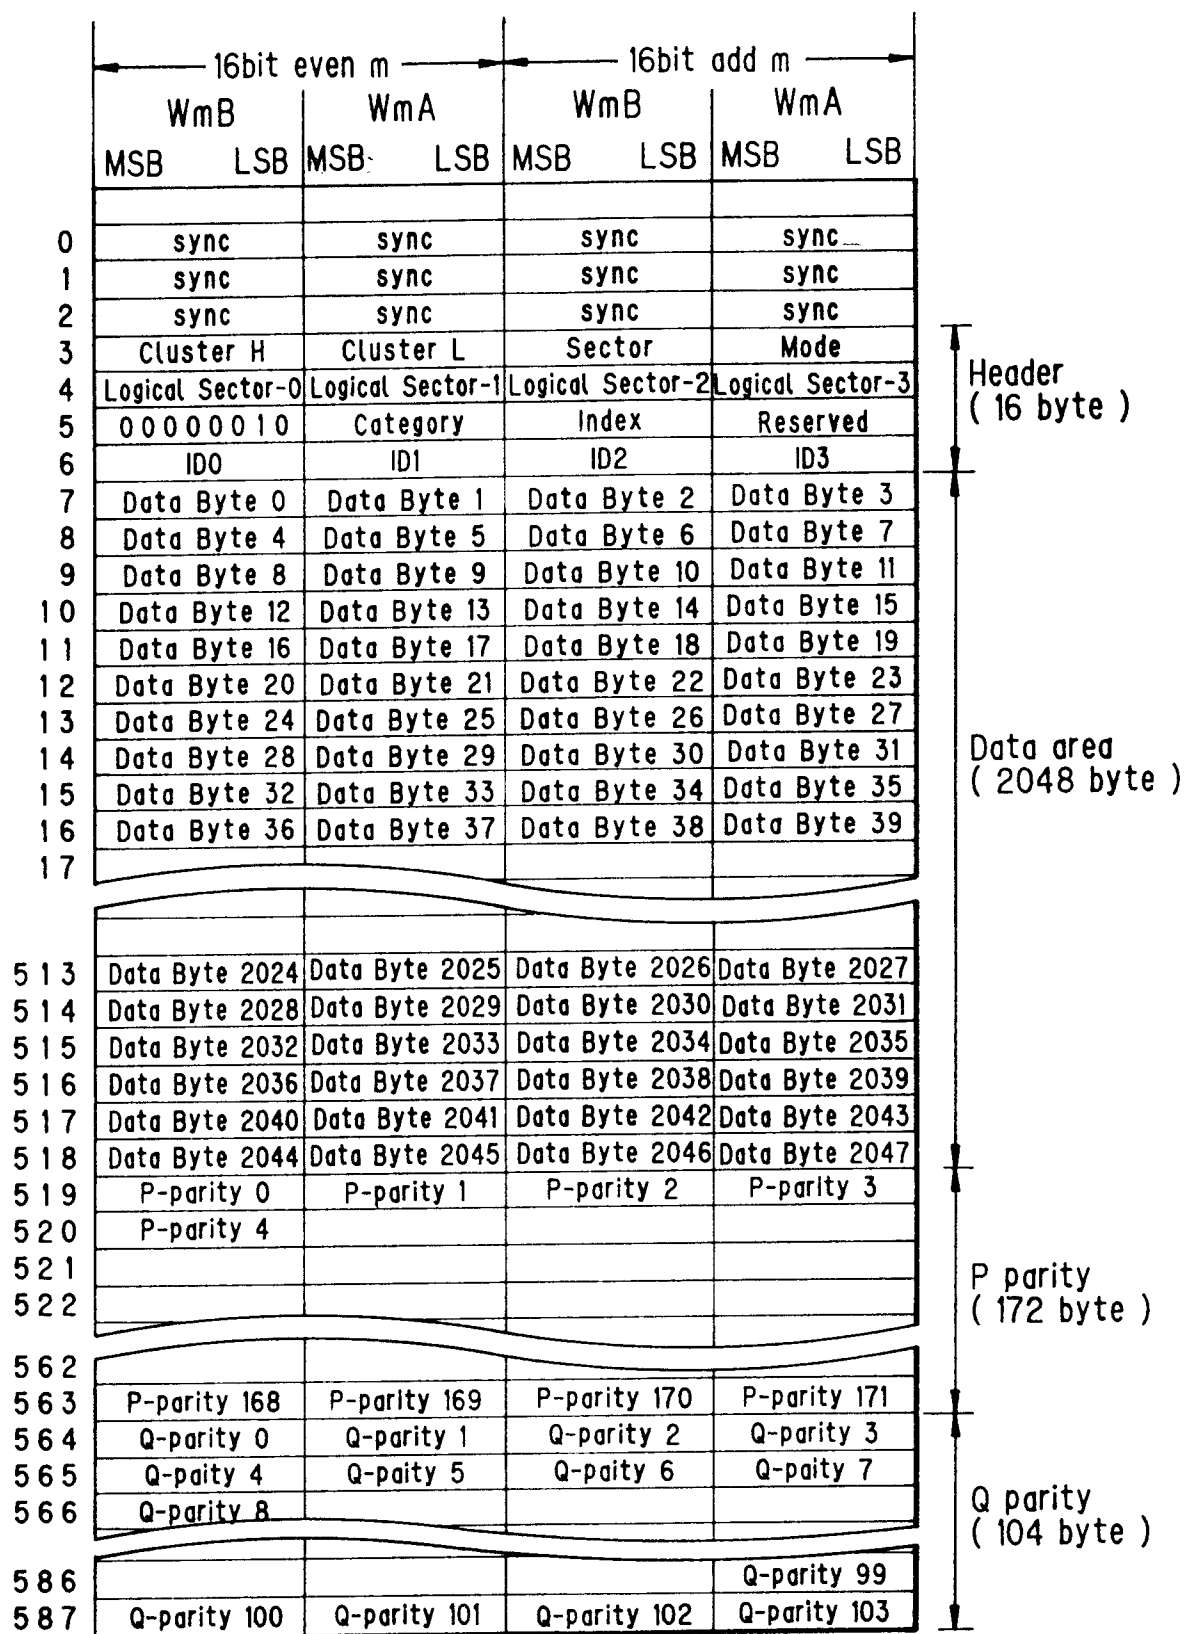 16bit even m 16bit add m
WmB WmA WmB WmA
MSB LSB MSB LSB MSB LSB MSB LSB
0 sync sync sync sync
1 sync sync sync sync
2 sync sync sync sync
3 Cluster H Cluster L Sector Mode
4 Logical Sector-0 Logical Sector-1 Logical Sector-2 Logical Sector-3
Header
( 16 byte )
5 00000010 Category Index Reserved
6 ID0 ID1 ID2 ID3
7 Data Byte 0 Data Byte 1 Data Byte 2 Data Byte 3
8 Data Byte 4 Data Byte 5 Data Byte 6 Data Byte 7
9 Data Byte 8 Data Byte 9 Data Byte 10 Data Byte 11
10 Data Byte 12 Data Byte 13 Data Byte 14 Data Byte 15
11 Data Byte 16 Data Byte 17 Data Byte 18 Data Byte 19
12 Data Byte 20 Data Byte 21 Data Byte 22 Data Byte 23
13 Data Byte 24 Data Byte 25 Data Byte 26 Data Byte 27
14 Data Byte 28 Data Byte 29 Data Byte 30 Data Byte 31
Data area
( 2048 byte )
15 Data Byte 32 Data Byte 33 Data Byte 34 Data Byte 35
16 Data Byte 36 Data Byte 37 Data Byte 38 Data Byte 39
17
513 Data Byte 2024 Data Byte 2025 Data Byte 2026 Data Byte 2027
514 Data Byte 2028 Data Byte 2029 Data Byte 2030 Data Byte 2031
515 Data Byte 2032 Data Byte 2033 Data Byte 2034 Data Byte 2035
516 Data Byte 2036 Data Byte 2037 Data Byte 2038 Data Byte 2039
517 Data Byte 2040 Data Byte 2041 Data Byte 2042 Data Byte 2043
518 Data Byte 2044 Data Byte 2045 Data Byte 2046 Data Byte 2047
519 P-parity 0 P-parity 1 P-parity 2 P-parity 3
520 P-parity 4
521
522
P parity
( 172 byte )
562
563 P-parity 168 P-parity 169 P-parity 170 P-parity 171
564 Q-parity 0 Q-parity 1 Q-parity 2 Q-parity 3
565 Q-paity 4 Q-paity 5 Q-paity 6 Q-paity 7
566 Q-parity 8
Q parity
( 104 byte )
586 Q-parity 99
587 Q-parity 100 Q-parity 101 Q-parity 102 Q-parity 103